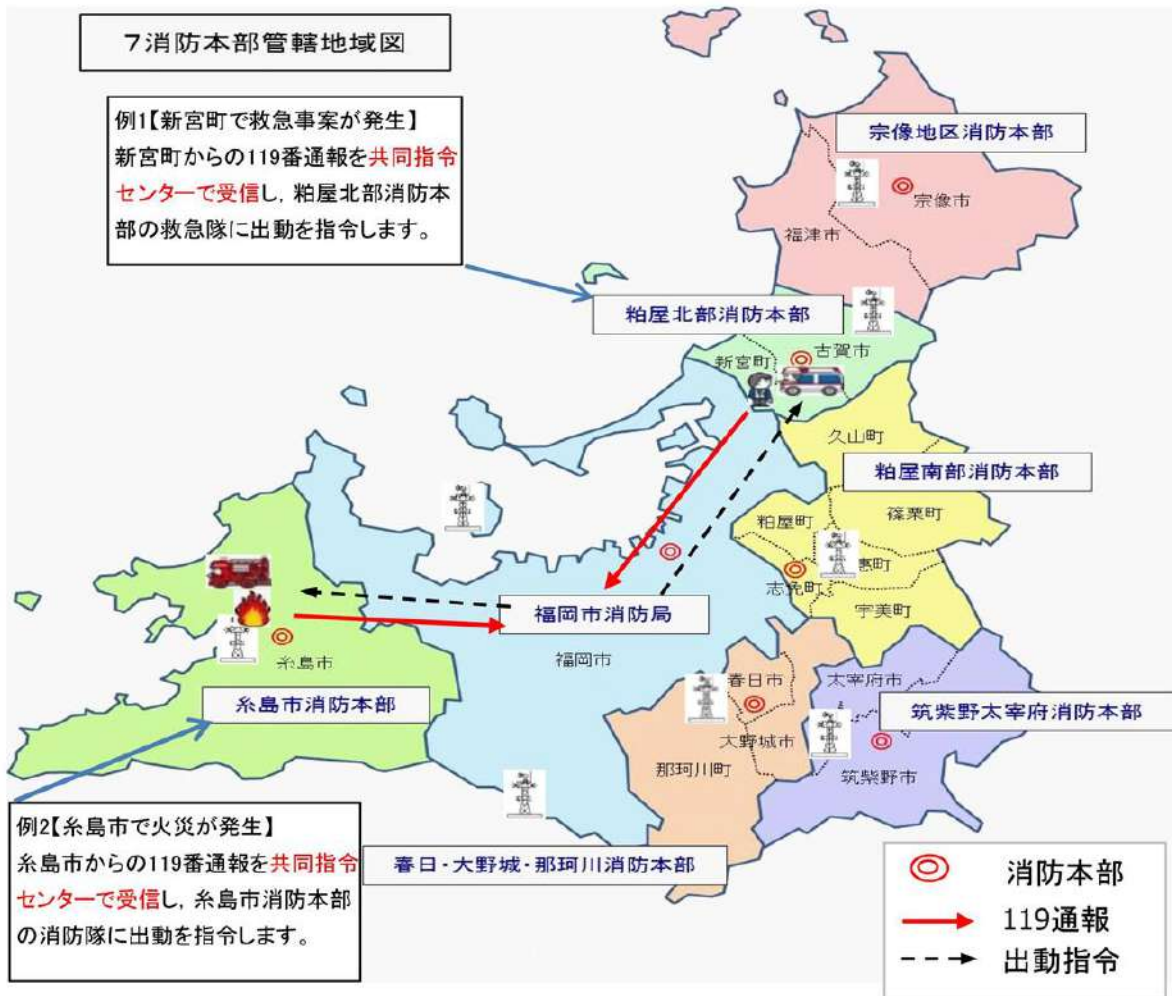 7消防本部管轄地域図
例1【新宮町で救急事案が発生】
新宮町からの119番通報を共同指令
センターで受信し, 粕屋北部消防本
部の救急隊に出動を指令します。
宗像地区消防本部
宗像市
福津市
粕屋北部消防本部
古賀市
新宮町
久山町
粕屋南部消防本部
篠栗町
粕屋町
恵町
志免町
宇美町
福岡市消防局
福岡市
糸島市
糸島市消防本部
春日市
太宰府市
筑紫野太宰府消防本部
大野城市
那珂川町
筑紫野市
例2【糸島市で火災が発生】
糸島市からの119番通報を共同指令
センターで受信し, 糸島市消防本部
の消防隊に出動を指令します。
春日・大野城・那珂川消防本部
消防本部
119通報
出動指令